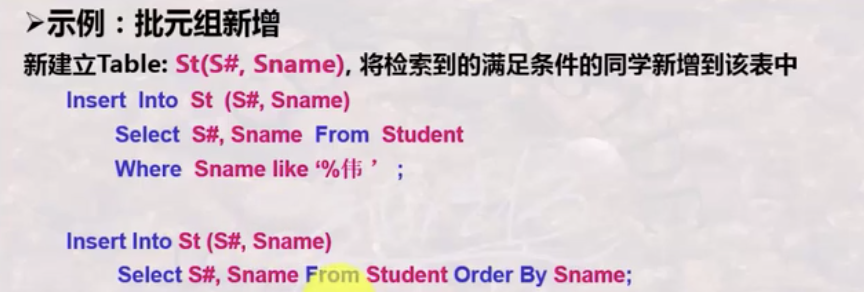 ➢示例：批元组新增
新建立Table: St(S#, Sname), 将检索到的满足条件的同学新增到该表中
Insert Into St (S#, Sname)
Select S#, Sname From Student
Where Sname like ‘%伟 ’ ;
Insert Into St (S#, Sname)
Select S#, Sname From Student Order By Sname;